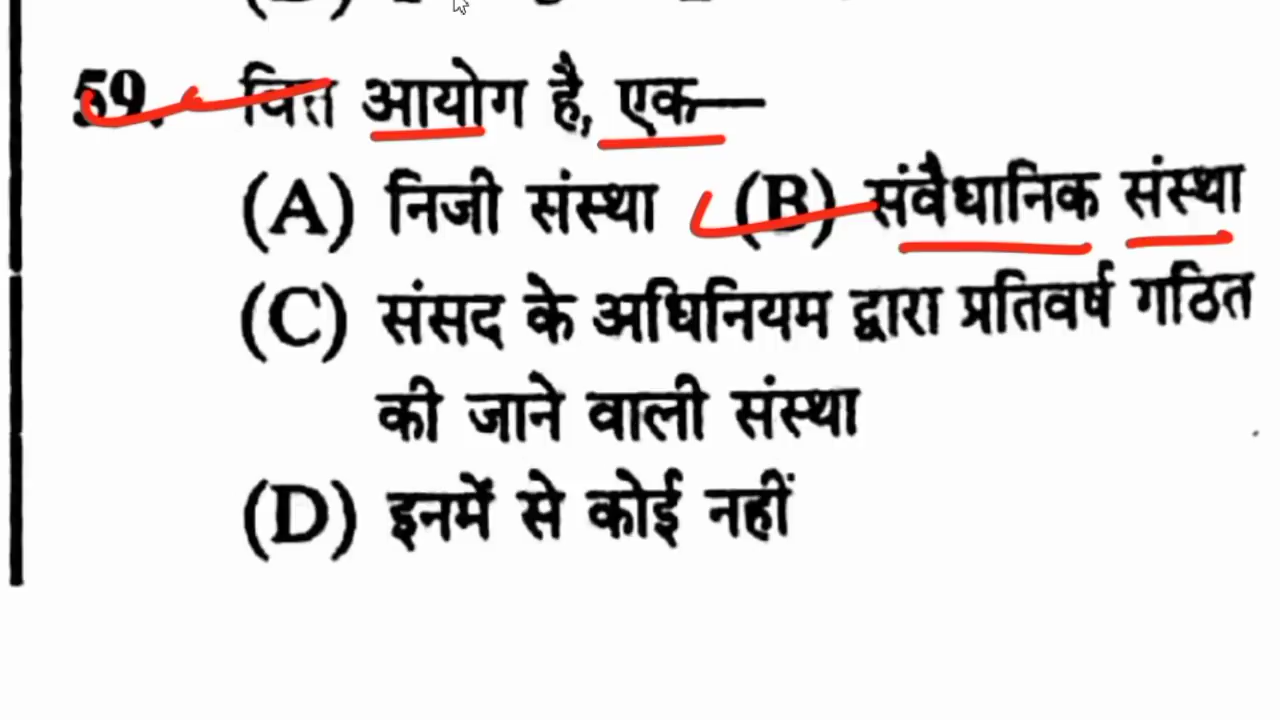 59. वित्त आयोग है, एक—
(A) निजी संस्था (B) संवैधानिक संस्था
(C) संसद के अधिनियम द्वारा प्रतिवर्ष गठित
की जाने वाली संस्था
(D) इनमें से कोई नहीं